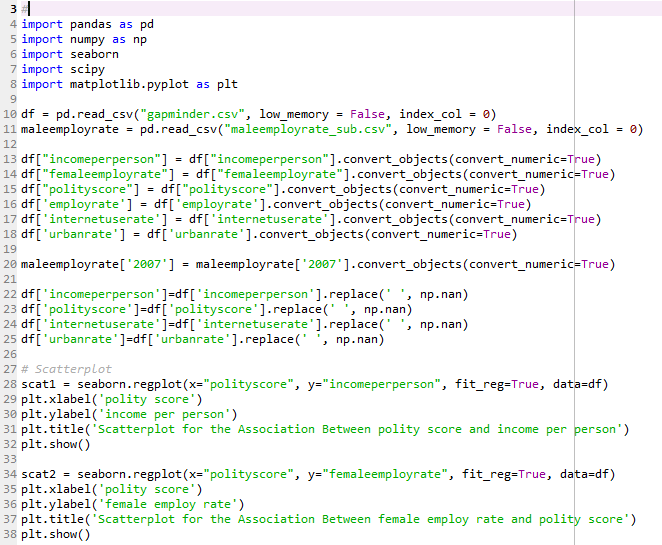 3 #
4 import pandas as pd
5 import numpy as np
6 import seaborn
7 import scipy
8 import matplotlib.pyplot as plt
9
10 df = pd.read_csv("gapminder.csv", low_memory = False, index_col = 0)
11 maleemployrate = pd.read_csv("maleemployrate_sub.csv", low_memory = False, index_col = 0)
12
13 df["incomeperperson"] = df["incomeperperson"].convert_objects(convert_numeric=True)
14 df["femaleemployrate"] = df["femaleemployrate"].convert_objects(convert_numeric=True)
15 df["polityscore"] = df["polityscore"].convert_objects(convert_numeric=True)
16 df['employrate'] = df['employrate'].convert_objects(convert_numeric=True)
17 df['internetuserate'] = df['internetuserate'].convert_objects(convert_numeric=True)
18 df['urbanrate'] = df['urbanrate'].convert_objects(convert_numeric=True)
19
20 maleemployrate['2007'] = maleemployrate['2007'].convert_objects(convert_numeric=True)
21
22 df['incomeperperson']=df['incomeperperson'].replace(' ', np.nan)
23 df['polityscore']=df['polityscore'].replace(' ', np.nan)
24 df['internetuserate']=df['internetuserate'].replace(' ', np.nan)
25 df['urbanrate']=df['urbanrate'].replace(' ', np.nan)
26
27 # Scatterplot
28 scat1 = seaborn.regplot(x="polityscore", y="incomeperperson", fit_reg=True, data=df)
29 plt.xlabel('polity score')
30 plt.ylabel('income per person')
31 plt.title('Scatterplot for the Association Between polity score and income per person')
32 plt.show()
33
34 scat2 = seaborn.regplot(x="polityscore", y="femaleemployrate", fit_reg=True, data=df)
35 plt.xlabel('polity score')
36 plt.ylabel('female employ rate')
37 plt.title('Scatterplot for the Association Between female employ rate and polity score')
38 plt.show()